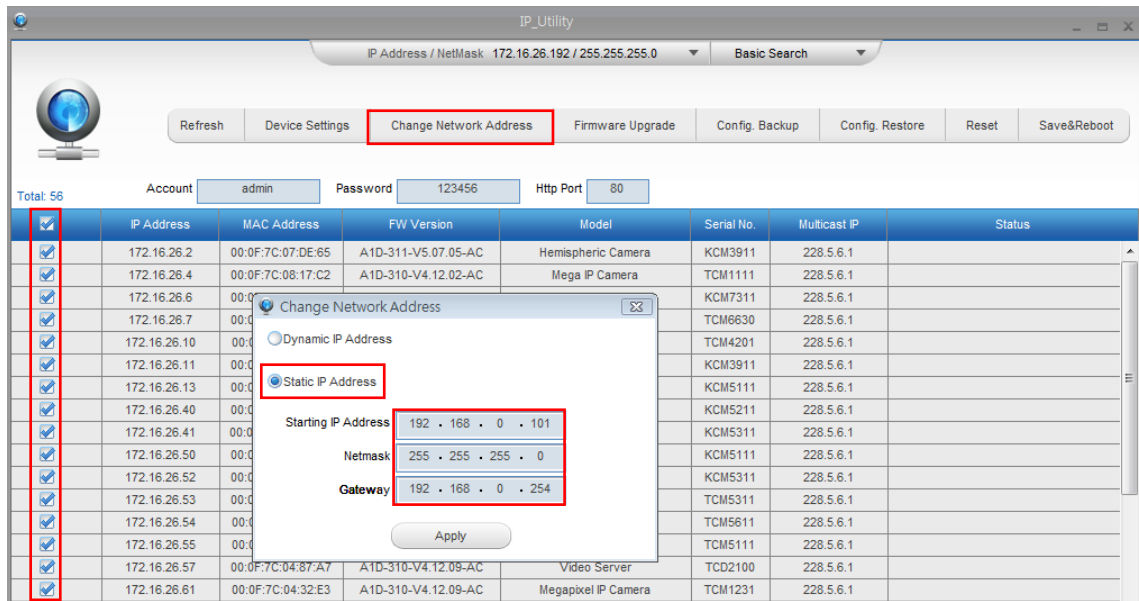 IP_Utility
IP Address / NetMask 172.16.26.192 / 255.255.255.0 Basic Search
Refresh Device Settings Change Network Address Firmware Upgrade Config. Backup Config. Restore Reset Save&Reboot
Total: 56 Account admin Password 123456 Http Port 80
IP Address MAC Address FW Version Model Serial No. Multicast IP Status
172.16.26.2 00:0F:7C:07:DE:65 A1D-311-V5.07.05-AC Hemispheric Camera KCM3911 228.5.6.1
172.16.26.4 00:0F:7C:08:17:C2 A1D-310-V4.12.02-AC Mega IP Camera TCM1111 228.5.6.1
172.16.26.6 KCM7311 228.5.6.1
172.16.26.7 TCM6630 228.5.6.1
172.16.26.10 TCM4201 228.5.6.1
172.16.26.11 KCM3911 228.5.6.1
172.16.26.13 KCM5111 228.5.6.1
172.16.26.40 KCM5211 228.5.6.1
172.16.26.41 KCM5311 228.5.6.1
172.16.26.50 KCM5111 228.5.6.1
172.16.26.52 KCM5311 228.5.6.1
172.16.26.53 TCM5311 228.5.6.1
172.16.26.54 TCM5611 228.5.6.1
172.16.26.55 TCM5111 228.5.6.1
172.16.26.57 00:0F:7C:04:87:A7 A1D-310-V4.12.09-AC Video Server TCD2100 228.5.6.1
172.16.26.61 00:0F:7C:04:32:E3 A1D-310-V4.12.09-AC Megapixel IP Camera TCM1231 228.5.6.1
Change Network Address
Dynamic IP Address
Static IP Address
Starting IP Address 192 . 168 . 0 . 101
Netmask 255 . 255 . 255 . 0
Gateway 192 . 168 . 0 . 254
Apply